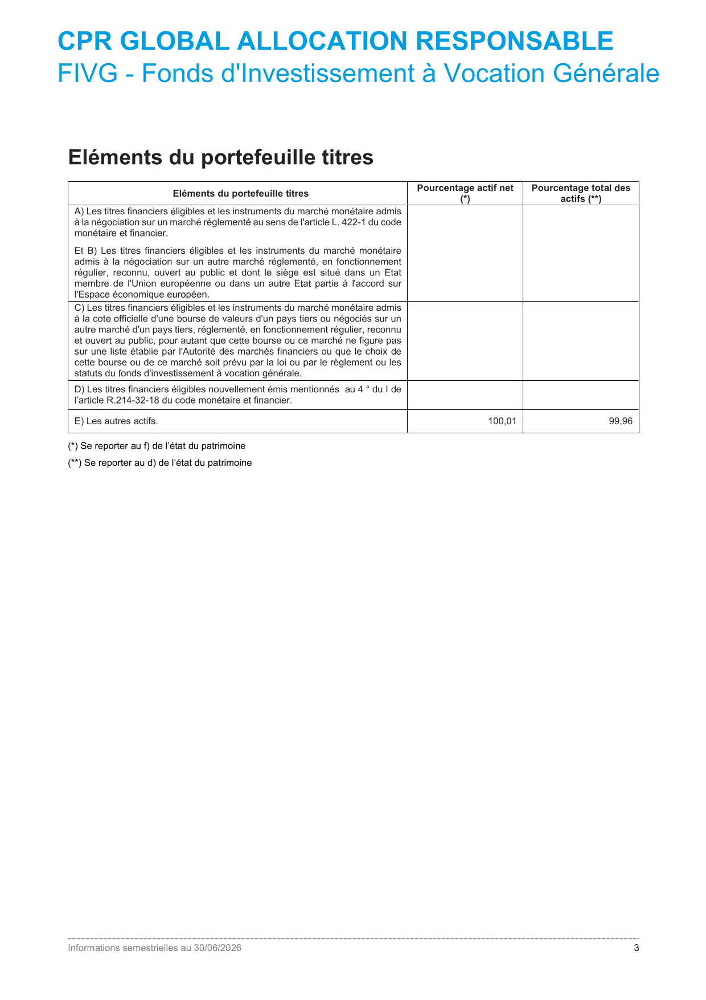 CPR GLOBAL ALLOCATION RESPONSABLE
FIVG - Fonds d'Investissement à Vocation Générale
Eléments du portefeuille titres
Eléments du portefeuille titres
Pourcentage actif net
(*)
Pourcentage total des
actifs (**)
A) Les titres financiers éligibles et les instruments du marché monétaire admis
à la négociation sur un marché réglementé au sens de l'article L. 422-1 du code
monétaire et financier.
Et B) Les titres financiers éligibles et les instruments du marché monétaire
admis à la négociation sur un autre marché réglementé, en fonctionnement
régulier, reconnu, ouvert au public et dont le siège est situé dans un Etat
membre de l'Union européenne ou dans un autre Etat partie à l'accord sur
l'Espace économique européen.
C) Les titres financiers éligibles et les instruments du marché monétaire admis
à la cote officielle d'une bourse de valeurs d'un pays tiers ou négociés sur un
autre marché d'un pays tiers, réglementé, en fonctionnement régulier, reconnu
et ouvert au public, pour autant que cette bourse ou ce marché ne figure pas
sur une liste établie par l'Autorité des marchés financiers ou que le choix de
cette bourse ou de ce marché soit prévu par la loi ou par le règlement ou les
statuts du fonds d'investissement à vocation générale.
D) Les titres financiers éligibles nouvellement émis mentionnés  au 4 ° du I de
l’article R.214-32-18 du code monétaire et financier.
E) Les autres actifs.
100,01
99,96
(*) Se reporter au f) de l’état du patrimoine
(**) Se reporter au d) de l’état du patrimoine
Informations semestrielles au 30/06/2026
3